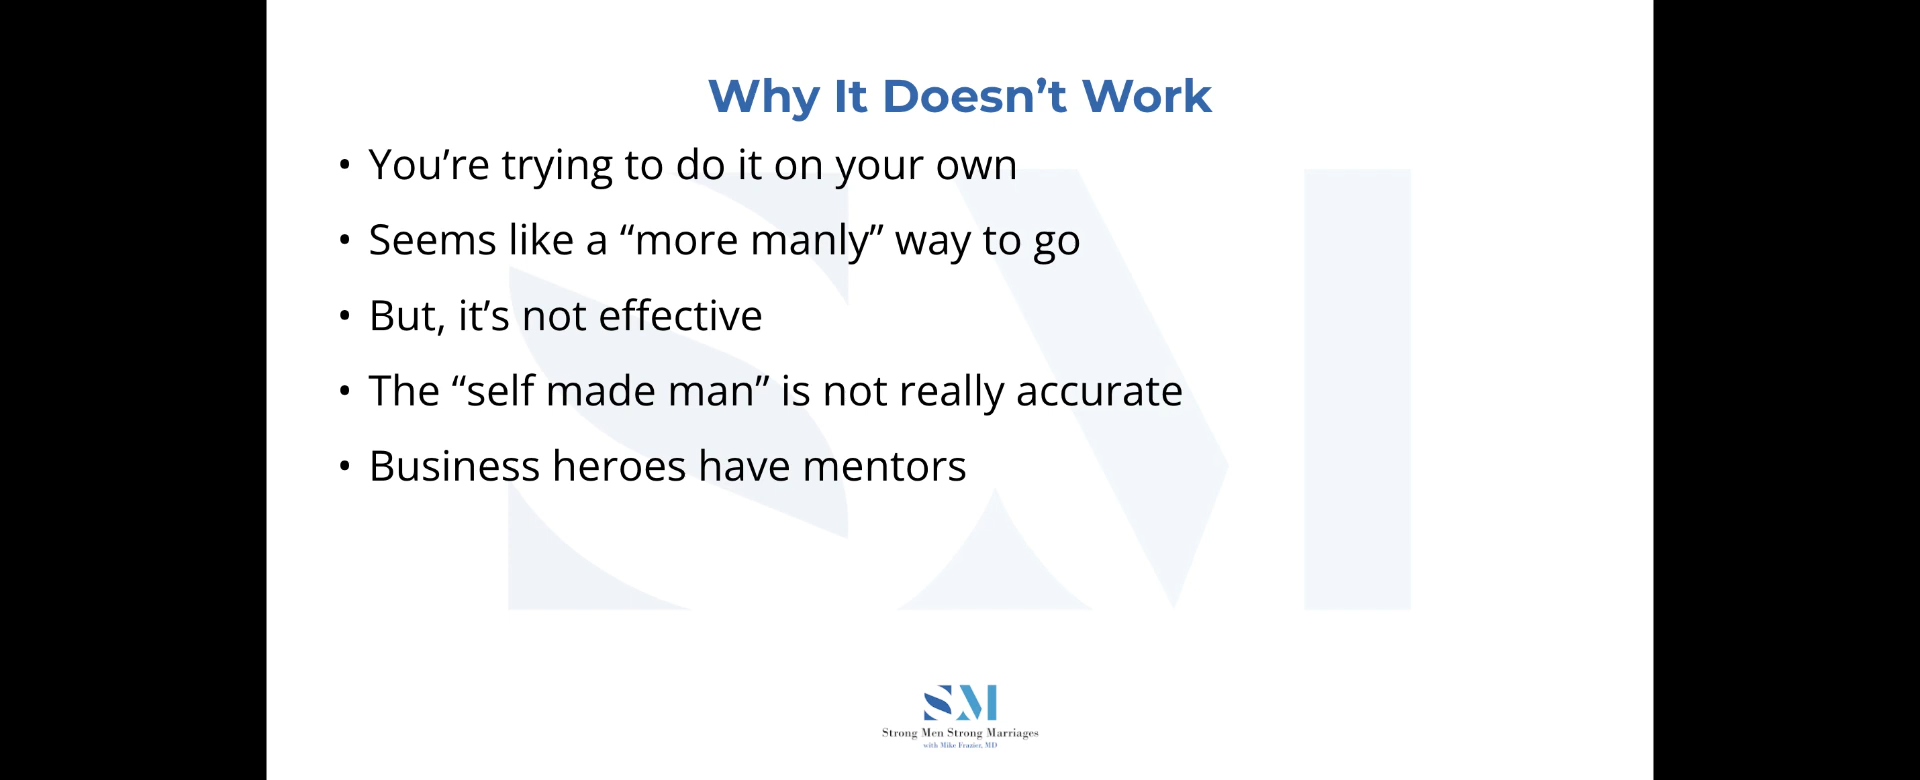 Why It Doesn’t Work
• You’re trying to do it on your own
• Seems like a “more manly” way to go
• But, it’s not effective
• The “self made man” is not really accurate
• Business heroes have mentors
SM
Strong Men Strong Marriages
with Mike Frazier, MD